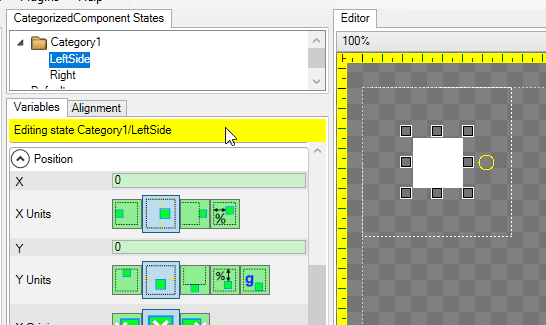 CategorizedComponent States
Category1
LeftSide
Right
Variables
Alignment
Editing state Category1/LeftSide
Position
X
0
X Units
%
Y
0
Y Units
%
g
Editor
100%